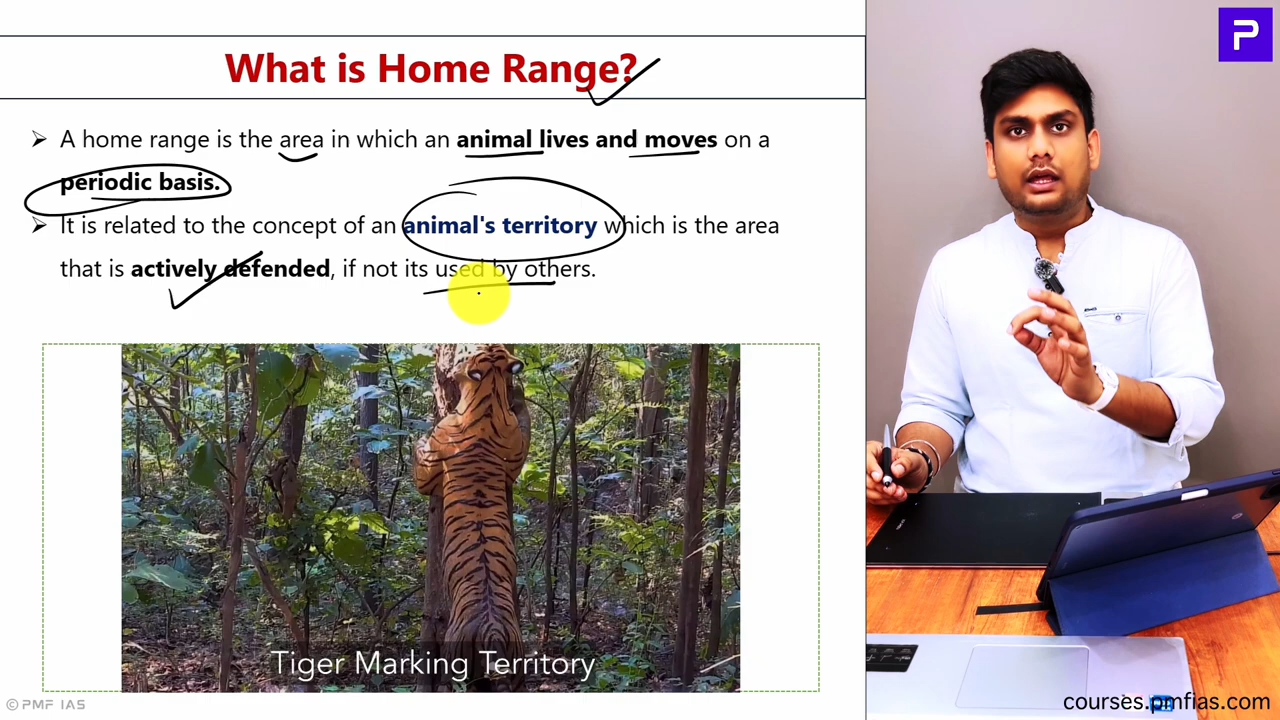 What is Home Range?
➢ A home range is the area in which an animal lives and moves on a
periodic basis.
➢ It is related to the concept of an animal's territory which is the area
that is actively defended, if not its used by others.
Tiger Marking Territory
© PMF IAS
P
courses.pmfias.com